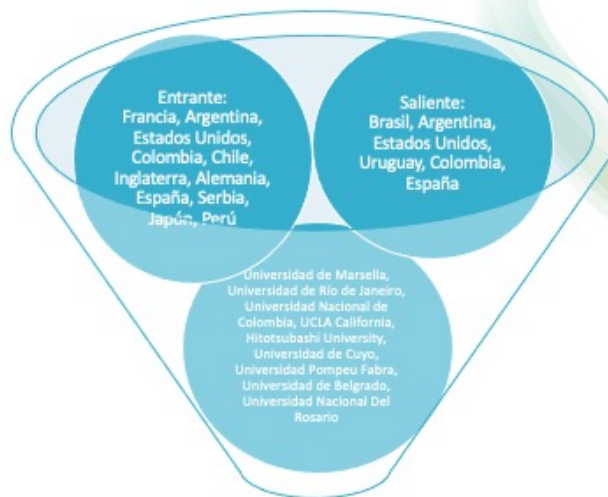 Entrante:
Francia, Argentina,
Estados Unidos,
Colombia, Chile,
Inglaterra, Alemania,
España, Serbia,
Japón, Perú
Saliente:
Brasil, Argentina,
Estados Unidos,
Uruguay, Colombia,
España
Universidad de Marsella,
Universidad de Río de Janeiro,
Universidad Nacional de
Colombia, UCLA California,
Hitotsubashi University,
Universidad de Cuyo,
Universidad Pompeu Fabra,
Universidad de Belgrado,
Universidad Nacional Del
Rosario